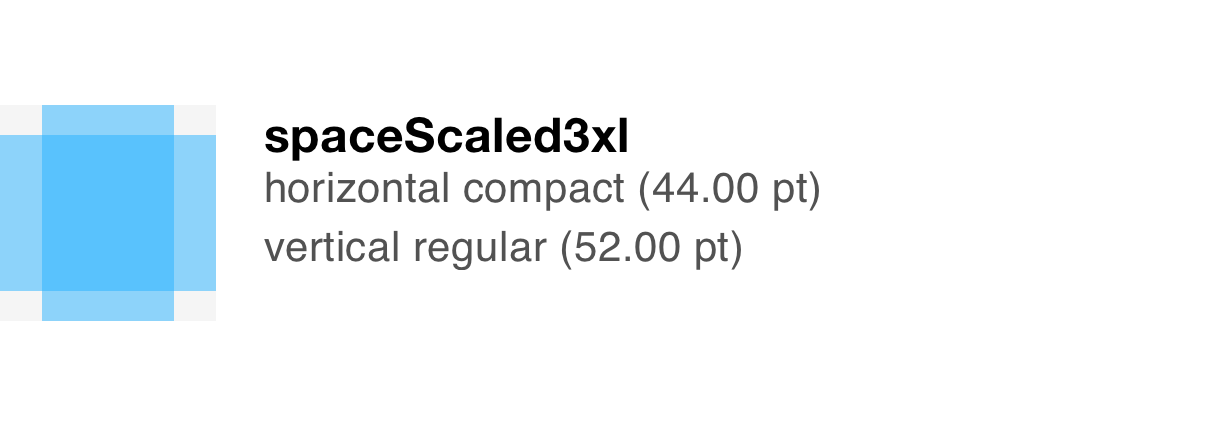 spaceScaled3xl
horizontal compact (44.00 pt)
vertical regular (52.00 pt)